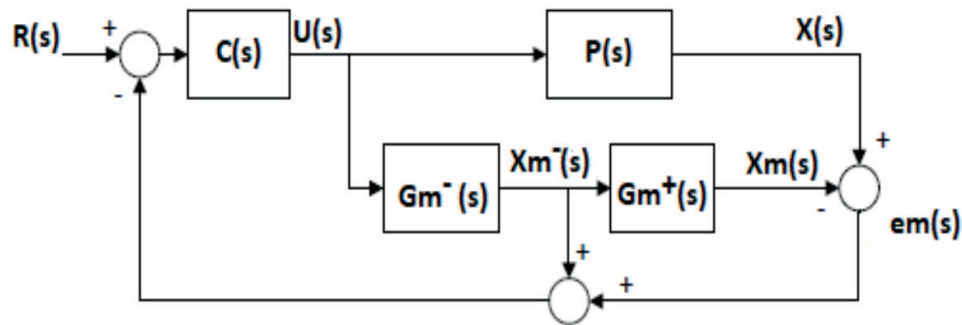 R(s)
+
-
C(s)
U(s)
P(s)
X(s)
+
Gm⁻(s)
Xm⁻(s)
Gm⁺(s)
Xm(s)
-
em(s)
+
+